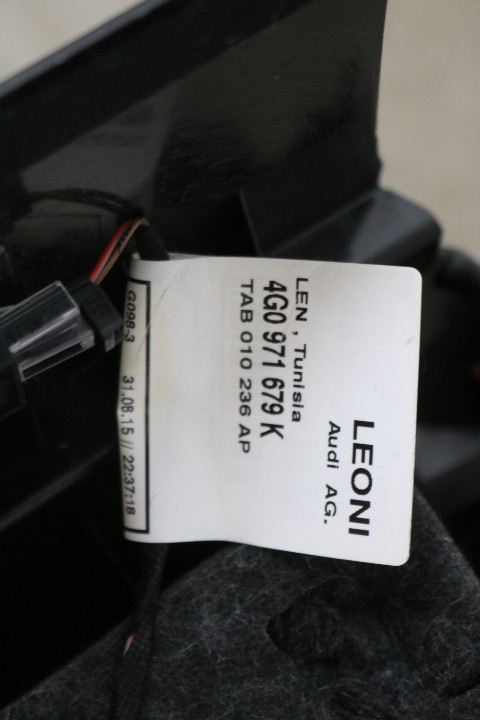 LEONI
Audi AG.
LEN , Tunisia
4G0 971 679 K
TAB 010 236 AP
G098-3 31.08.15 // 22:37:18